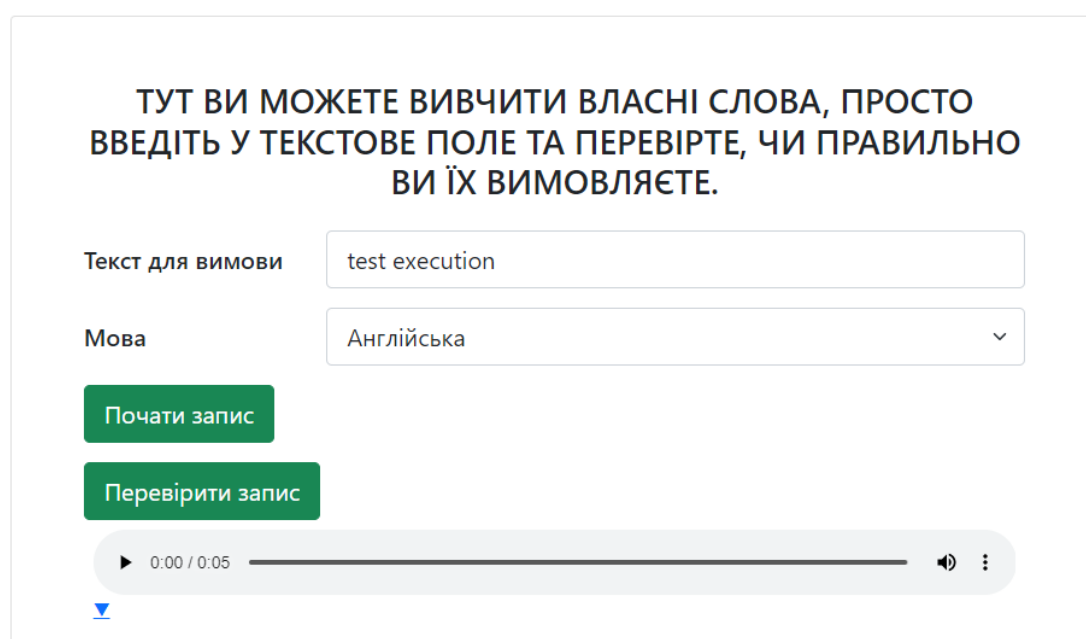 ТУТ ВИ МОЖЕТЕ ВИВЧИТИ ВЛАСНІ СЛОВА, ПРОСТО
ВВЕДІТЬ У ТЕКСТОВЕ ПОЛЕ ТА ПЕРЕВІРТЕ, ЧИ ПРАВИЛЬНО
ВИ ЇХ ВИМОВЛЯЄТЕ.
Текст для вимови
test execution
Мова
Англійська
Почати запис
Перевірити запис
0:00 / 0:05